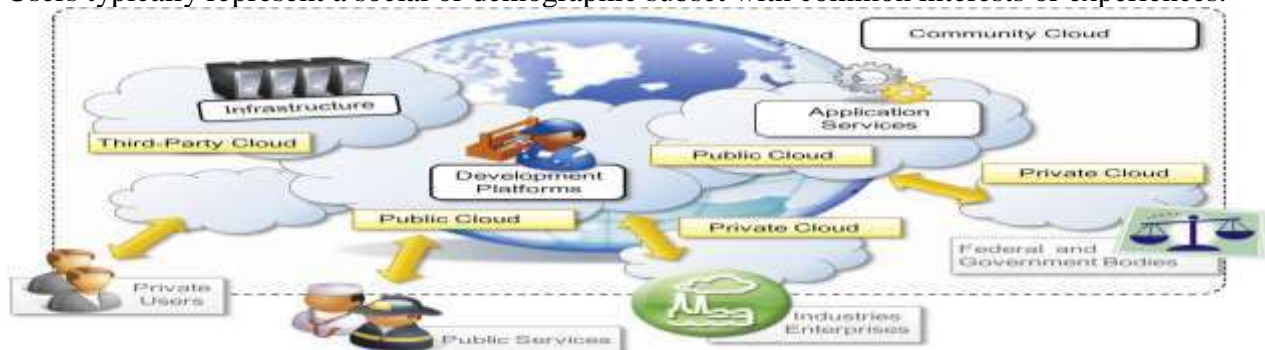 Users typically represent a social or demographic subset with common interests or experiences.
Community Cloud
Infrastructure
Application
Services
Third-Party Cloud
Public Cloud
Development
Platforms
Private Cloud
Public Cloud
Private Cloud
Federal and
Government Bodies
Private
Users
Industries
Enterprises
Public Services